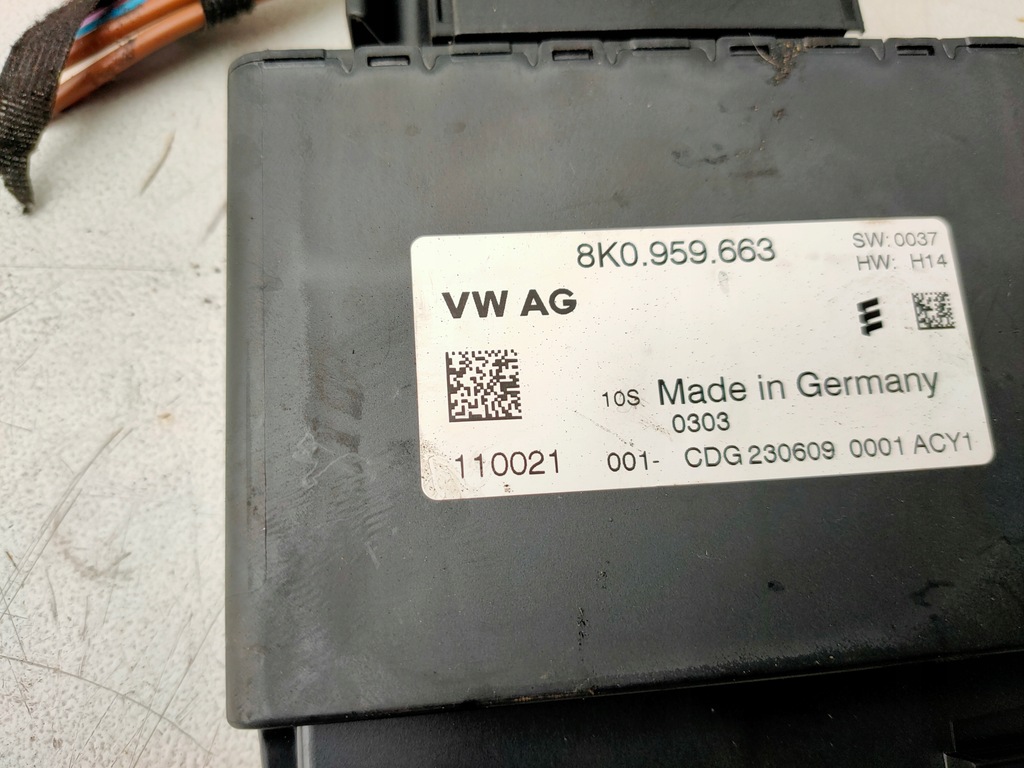 8K0.959.663
SW: 0037
HW: H14
VW AG
10S Made in Germany
0303
110021 001- CDG 230609 0001 ACY1